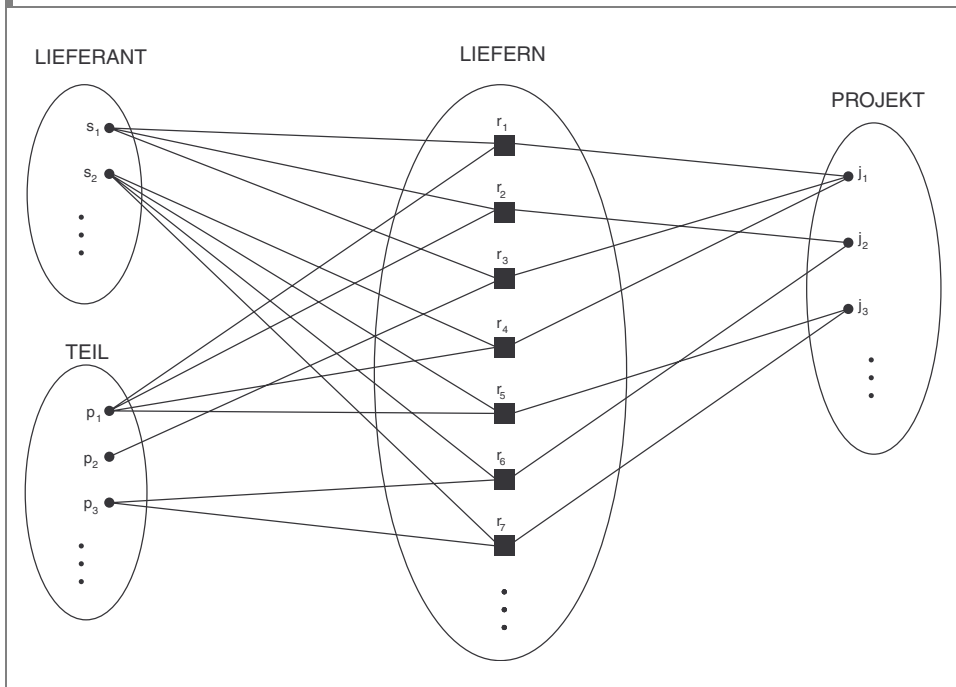 LIEFERANT
s1
s2
TEIL
p1
p2
p3
LIEFERN
r1
r2
r3
r4
r5
r6
r7
PROJEKT
j1
j2
j3